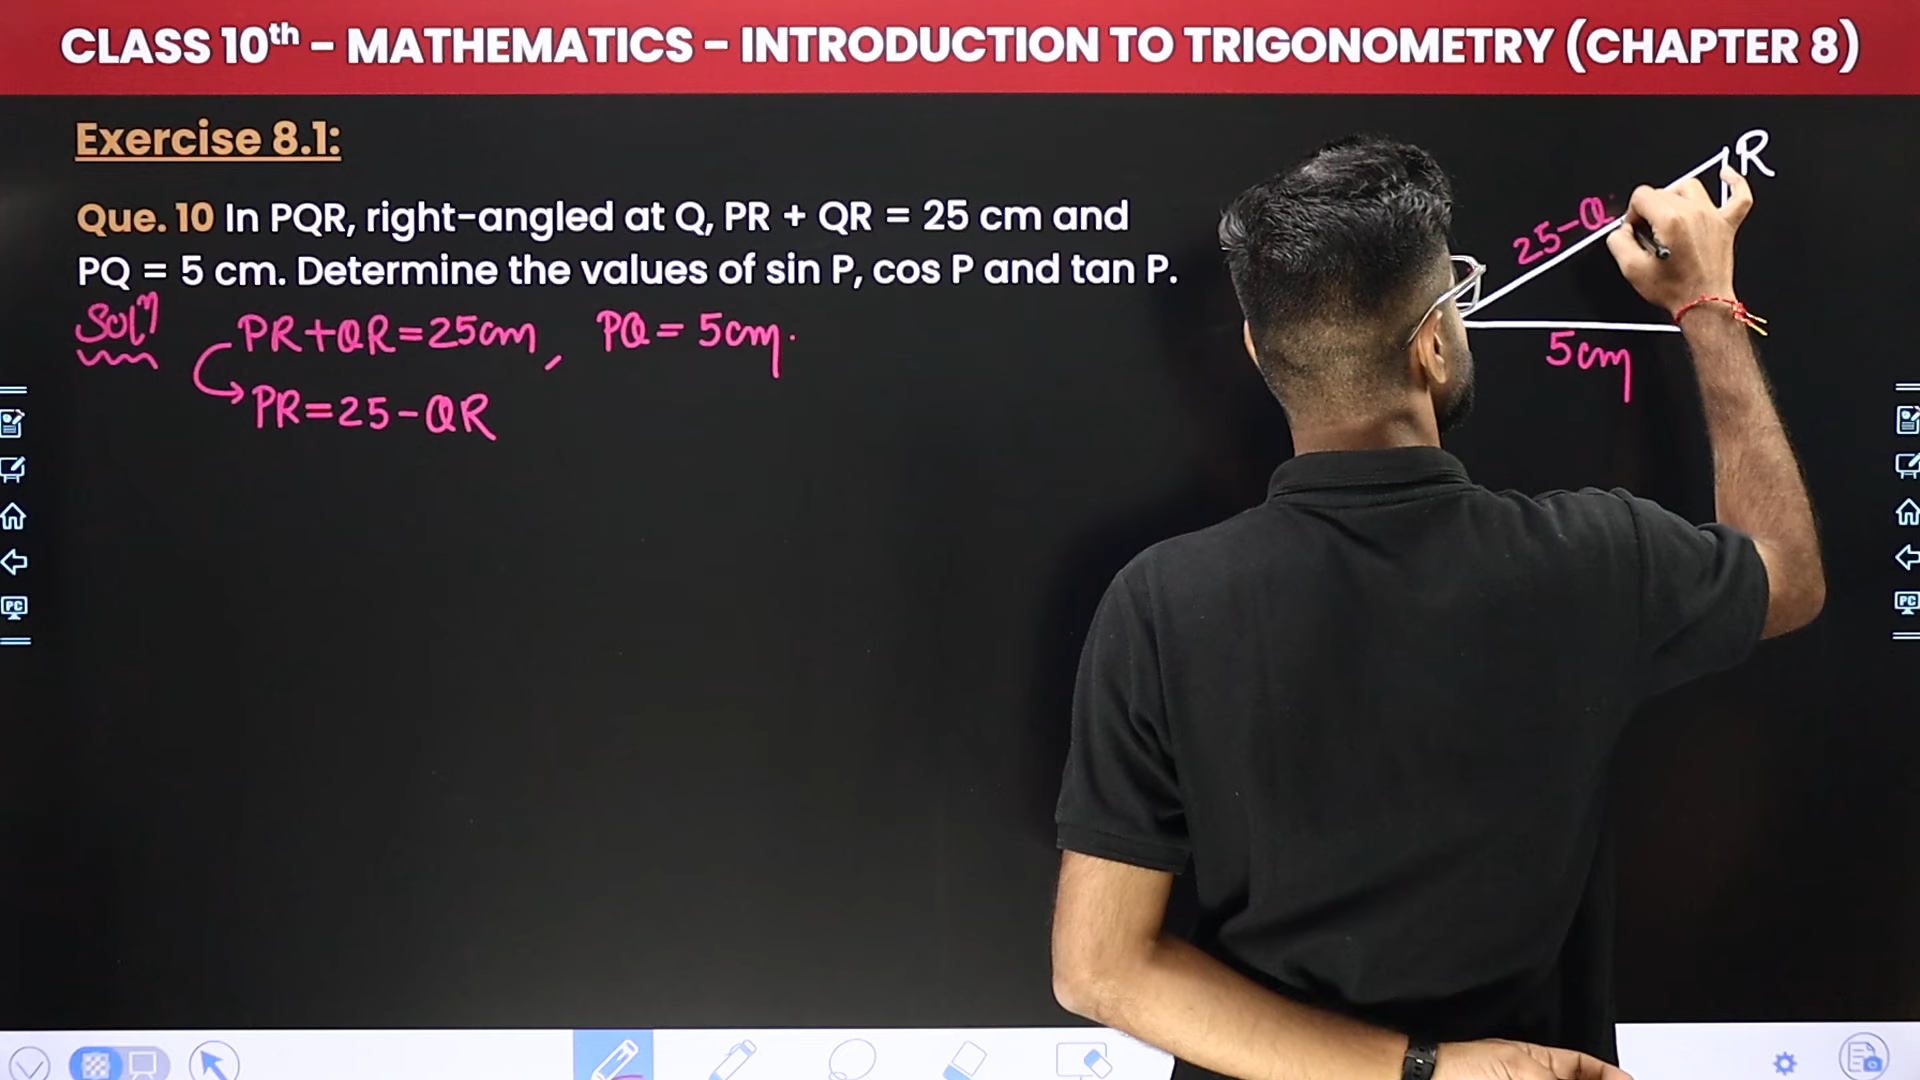 CLASS 10th - MATHEMATICS - INTRODUCTION TO TRIGONOMETRY (CHAPTER 8)
Exercise 8.1:
Que. 10 In PQR, right-angled at Q, PR + QR = 25 cm and
PQ = 5 cm. Determine the values of sin P, cos P and tan P.
Solⁿ PR+QR=25cm, PQ = 5cm.
PR=25-QR
R
25-Q
5cm
PC
PC